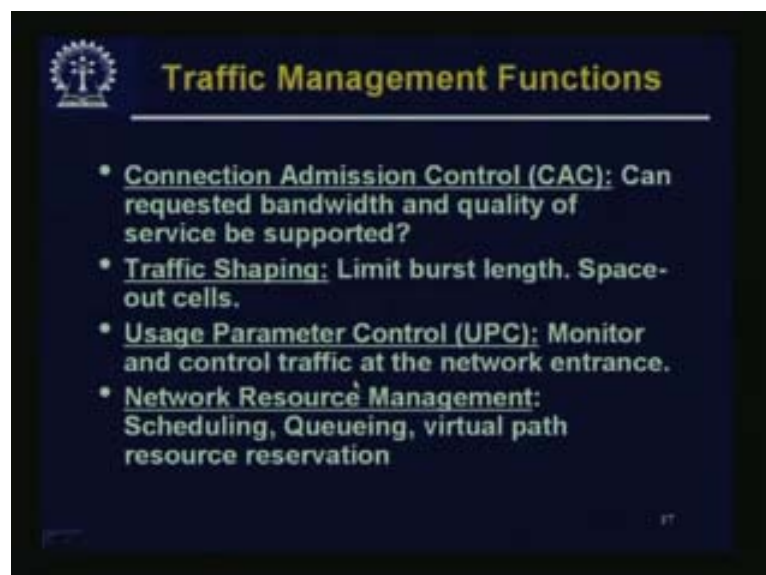 Traffic Management Functions
• Connection Admission Control (CAC): Can
requested bandwidth and quality of
service be supported?
• Traffic Shaping: Limit burst length. Space-
out cells.
• Usage Parameter Control (UPC): Monitor
and control traffic at the network entrance.
• Network Resource Management:
Scheduling, Queueing, virtual path
resource reservation